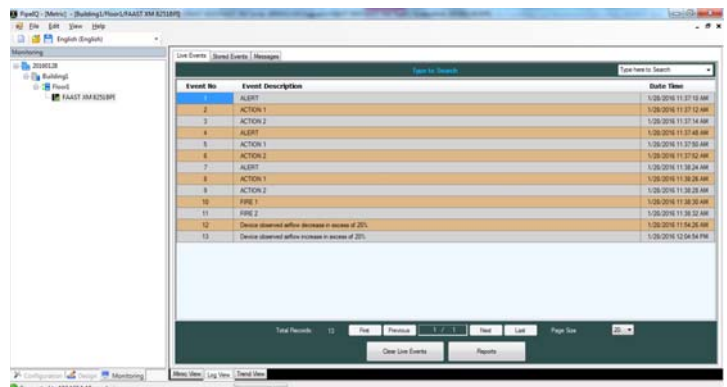 PipeIQ - [Metric] - [Building1/Floor1/FAAST XM 8251BPI]
File Edit View Help
English (English)
Monitoring
20160128
Building1
Floor1
FAAST XM 8251BPI
Live Events Stored Events Messages
Type to Search
Type here to Search
Event No Event Description Date Time
1 ALERT 1/28/2016 11:37:10 AM
2 ACTION 1 1/28/2016 11:37:12 AM
3 ACTION 2 1/28/2016 11:37:14 AM
4 ALERT 1/28/2016 11:37:48 AM
5 ACTION 1 1/28/2016 11:37:50 AM
6 ACTION 2 1/28/2016 11:37:52 AM
7 ALERT 1/28/2016 11:38:24 AM
8 ACTION 1 1/28/2016 11:38:26 AM
9 ACTION 2 1/28/2016 11:38:28 AM
10 FIRE 1 1/28/2016 11:38:30 AM
11 FIRE 2 1/28/2016 11:38:32 AM
12 Device observed airflow decrease in excess of 20% 1/28/2016 11:54:26 AM
13 Device observed airflow increase in excess of 20% 1/28/2016 12:04:54 PM
Total Records: 13 First Previous 1 / 1 Next Last Page Size 20
Clear Live Events Reports
Configuration Design Monitoring
Mimic View Log View Trend View